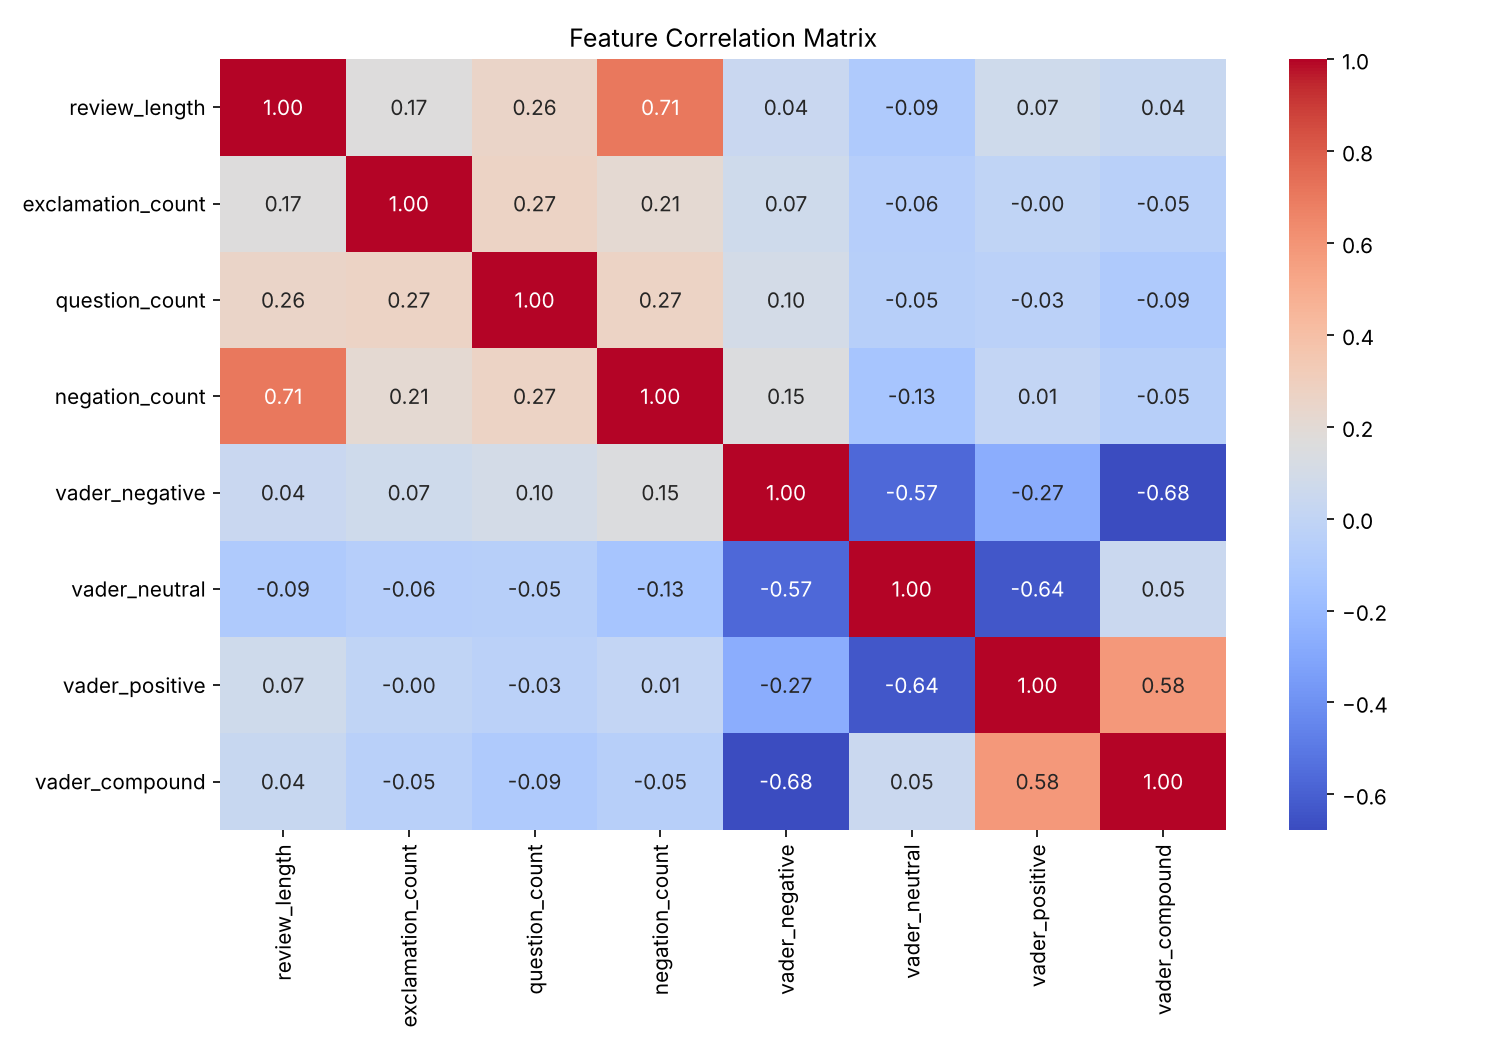 Feature Correlation Matrix
review_length 1.00 0.17 0.26 0.71 0.04 -0.09 0.07 0.04
exclamation_count 0.17 1.00 0.27 0.21 0.07 -0.06 -0.00 -0.05
question_count 0.26 0.27 1.00 0.27 0.10 -0.05 -0.03 -0.09
negation_count 0.71 0.21 0.27 1.00 0.15 -0.13 0.01 -0.05
vader_negative 0.04 0.07 0.10 0.15 1.00 -0.57 -0.27 -0.68
vader_neutral -0.09 -0.06 -0.05 -0.13 -0.57 1.00 -0.64 0.05
vader_positive 0.07 -0.00 -0.03 0.01 -0.27 -0.64 1.00 0.58
vader_compound 0.04 -0.05 -0.09 -0.05 -0.68 0.05 0.58 1.00
review_length
exclamation_count
question_count
negation_count
vader_negative
vader_neutral
vader_positive
vader_compound
1.0
0.8
0.6
0.4
0.2
0.0
−0.2
−0.4
−0.6